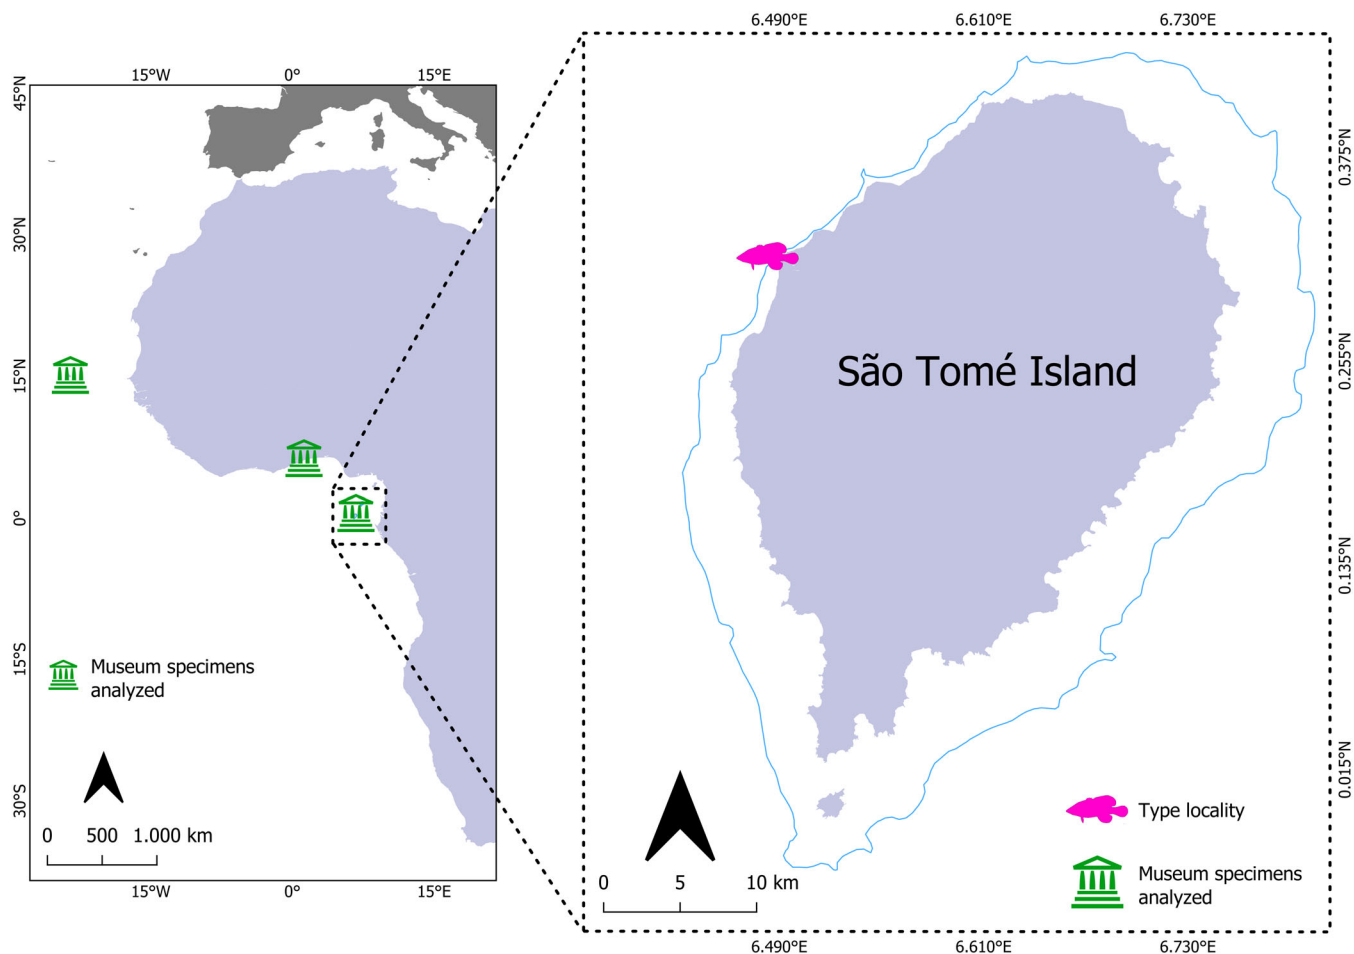 15°W 0° 15°E
45°N
30°N
15°N
0°
15°S
30°S
Museum specimens
analyzed
0 500 1.000 km
15°W 0° 15°E
6.490°E 6.610°E 6.730°E
0.375°N
0.255°N
0.135°N
0.015°N
São Tomé Island
Type locality
Museum specimens
analyzed
0 5 10 km
6.490°E 6.610°E 6.730°E